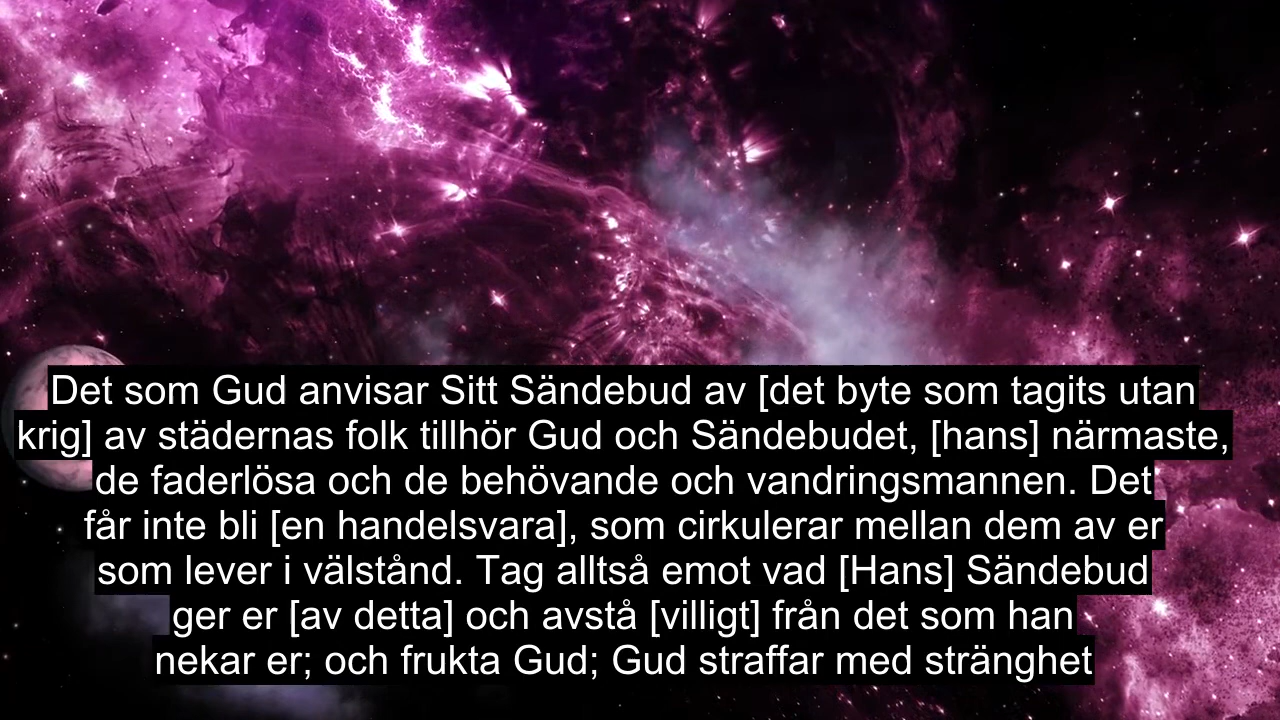 Det som Gud anvisar Sitt Sändebud av [det byte som tagits utan
krig] av städernas folk tillhör Gud och Sändebudet, [hans] närmaste,
de faderlösa och de behövande och vandringsmannen. Det
får inte bli [en handelsvara], som cirkulerar mellan dem av er
som lever i välstånd. Tag alltså emot vad [Hans] Sändebud
ger er [av detta] och avstå [villigt] från det som han
nekar er; och frukta Gud; Gud straffar med stränghet